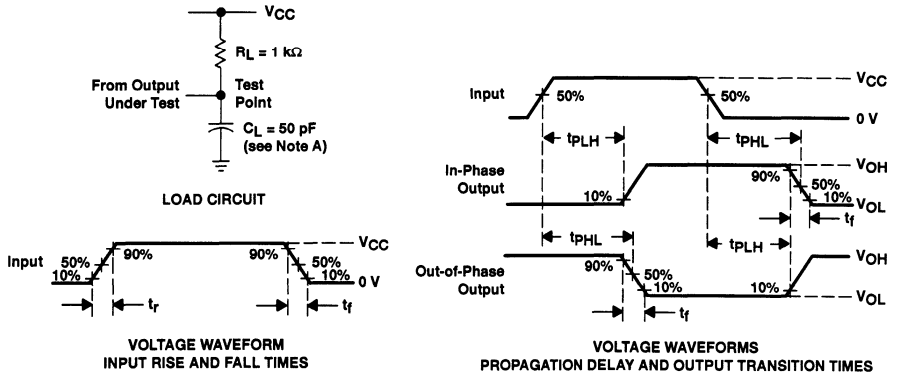 VCC
RL = 1 kΩ
From Output
Under Test
Test
Point
CL = 50 pF
(see Note A)
LOAD CIRCUIT
Input
50%
10%
90%
90%
50%
10%
VCC
0 V
tr
tf
VOLTAGE WAVEFORM
INPUT RISE AND FALL TIMES
Input
50%
50%
VCC
0 V
tPLH
tPHL
In-Phase
Output
10%
90%
50%
10%
VOH
VOL
tf
tPHL
tPLH
Out-of-Phase
Output
90%
50%
10%
10%
VOH
VOL
tf
VOLTAGE WAVEFORMS
PROPAGATION DELAY AND OUTPUT TRANSITION TIMES